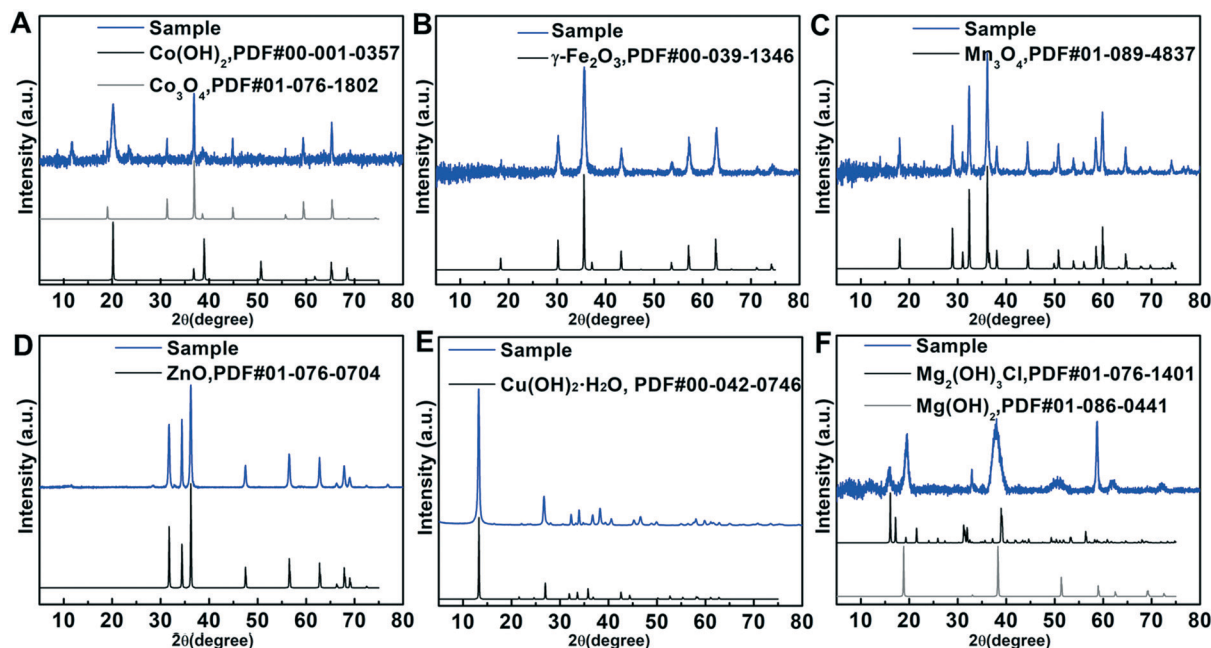 A
Sample
Co(OH)₂,PDF#00-001-0357
Co₃O₄,PDF#01-076-1802
Intensity (a.u.)
10 20 30 40 50 60 70 80
2θ(degree)
B
Sample
γ-Fe₂O₃,PDF#00-039-1346
Intensity (a.u.)
10 20 30 40 50 60 70 80
2θ(degree)
C
Sample
Mn₃O₄,PDF#01-089-4837
Intensity (a.u.)
10 20 30 40 50 60 70 80
2θ(degree)
D
Sample
ZnO,PDF#01-076-0704
Intensity (a.u.)
10 20 30 40 50 60 70 80
2θ(degree)
E
Sample
Cu(OH)₂·H₂O, PDF#00-042-0746
Intensity (a.u.)
10 20 30 40 50 60 70 80
2θ(degree)
F
Sample
Mg₂(OH)₃Cl,PDF#01-076-1401
Mg(OH)₂,PDF#01-086-0441
Intensity (a.u.)
10 20 30 40 50 60 70 80
2θ(degree)